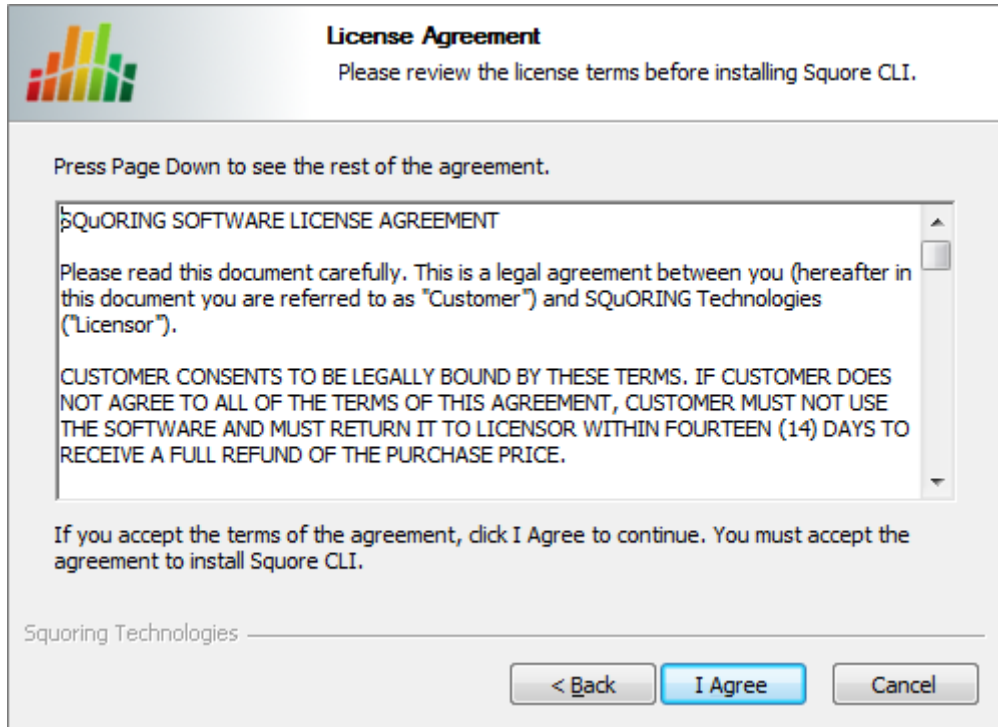 License Agreement
Please review the license terms before installing Squore CLI.
Press Page Down to see the rest of the agreement.
SQuORING SOFTWARE LICENSE AGREEMENT
Please read this document carefully. This is a legal agreement between you (hereafter in
this document you are referred to as "Customer") and SQuORING Technologies
("Licensor").
CUSTOMER CONSENTS TO BE LEGALLY BOUND BY THESE TERMS. IF CUSTOMER DOES
NOT AGREE TO ALL OF THE TERMS OF THIS AGREEMENT, CUSTOMER MUST NOT USE
THE SOFTWARE AND MUST RETURN IT TO LICENSOR WITHIN FOURTEEN (14) DAYS TO
RECEIVE A FULL REFUND OF THE PURCHASE PRICE.
If you accept the terms of the agreement, click I Agree to continue. You must accept the
agreement to install Squore CLI.
Squoring Technologies
< Back
I Agree
Cancel